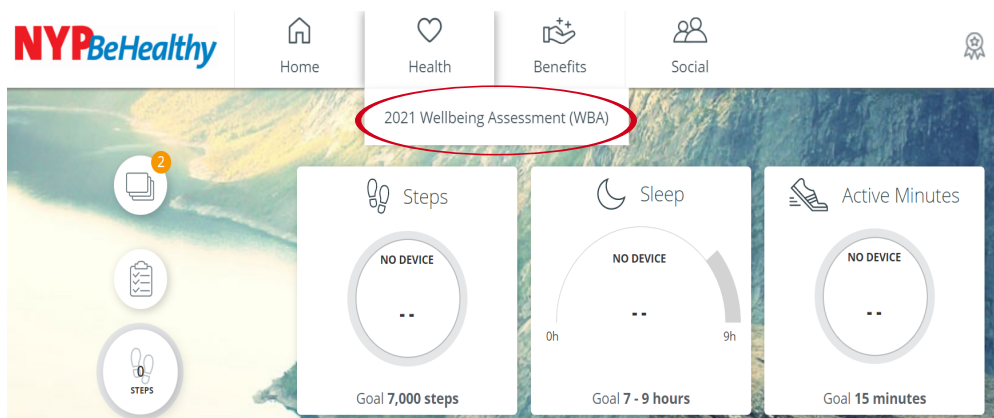 NYPBeHealthy
Home
Health
Benefits
Social
2021 Wellbeing Assessment (WBA)
2
0
STEPS
Steps
NO DEVICE
--
Goal 7,000 steps
Sleep
NO DEVICE
--
0h
9h
Goal 7 - 9 hours
Active Minutes
NO DEVICE
--
Goal 15 minutes